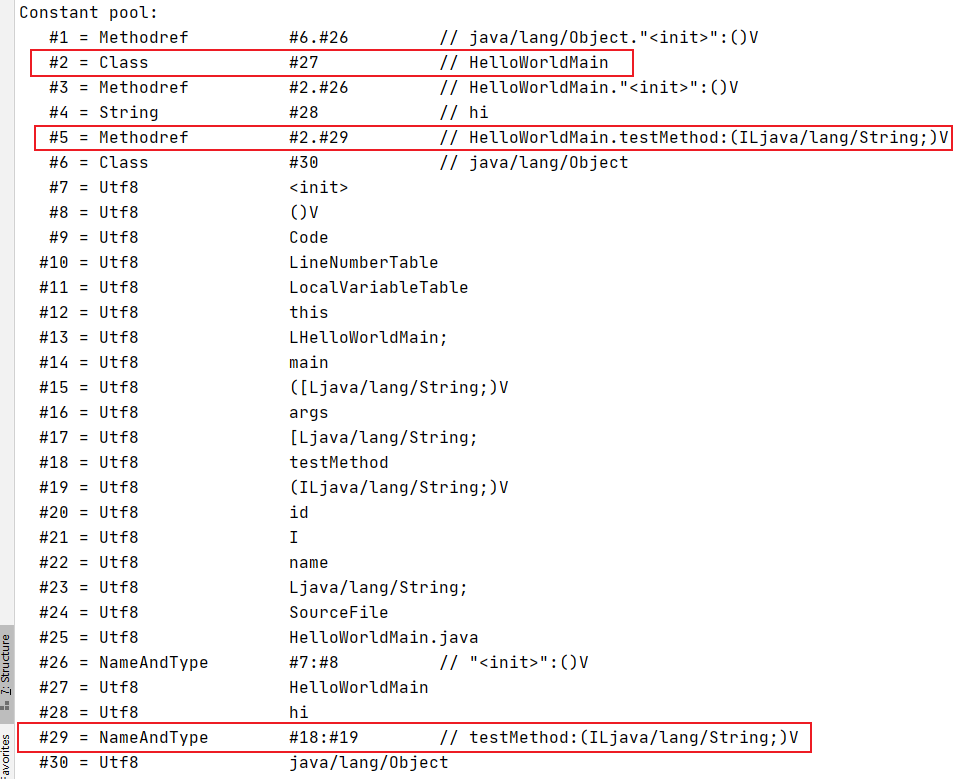 Constant pool:
   #1 = Methodref          #6.#26         // java/lang/Object."<init>":()V
   #2 = Class              #27            // HelloWorldMain
   #3 = Methodref          #2.#26         // HelloWorldMain."<init>":()V
   #4 = String             #28            // hi
   #5 = Methodref          #2.#29         // HelloWorldMain.testMethod:(ILjava/lang/String;)V
   #6 = Class              #30            // java/lang/Object
   #7 = Utf8               <init>
   #8 = Utf8               ()V
   #9 = Utf8               Code
  #10 = Utf8               LineNumberTable
  #11 = Utf8               LocalVariableTable
  #12 = Utf8               this
  #13 = Utf8               LHelloWorldMain;
  #14 = Utf8               main
  #15 = Utf8               ([Ljava/lang/String;)V
  #16 = Utf8               args
  #17 = Utf8               [Ljava/lang/String;
  #18 = Utf8               testMethod
  #19 = Utf8               (ILjava/lang/String;)V
  #20 = Utf8               id
  #21 = Utf8               I
  #22 = Utf8               name
  #23 = Utf8               Ljava/lang/String;
  #24 = Utf8               SourceFile
  #25 = Utf8               HelloWorldMain.java
  #26 = NameAndType        #7:#8          // "<init>":()V
  #27 = Utf8               HelloWorldMain
  #28 = Utf8               hi
  #29 = NameAndType        #18:#19        // testMethod:(ILjava/lang/String;)V
  #30 = Utf8               java/lang/Object
7: Structure
avorites